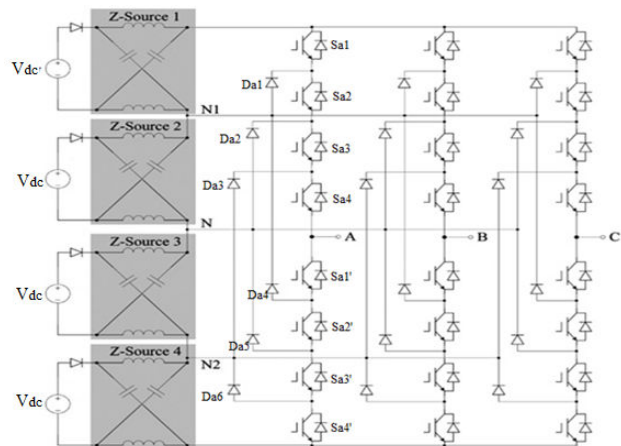 Z-Source 1
Sa1
Vdc'
Da1
Sa2
N1
Z-Source 2
Da2
Sa3
Vdc
Da3
Sa4
N
A
B
C
Z-Source 3
Sa1'
Vdc
Da4
Sa2'
Da5
N2
Z-Source 4
Sa3'
Da6
Vdc
Sa4'